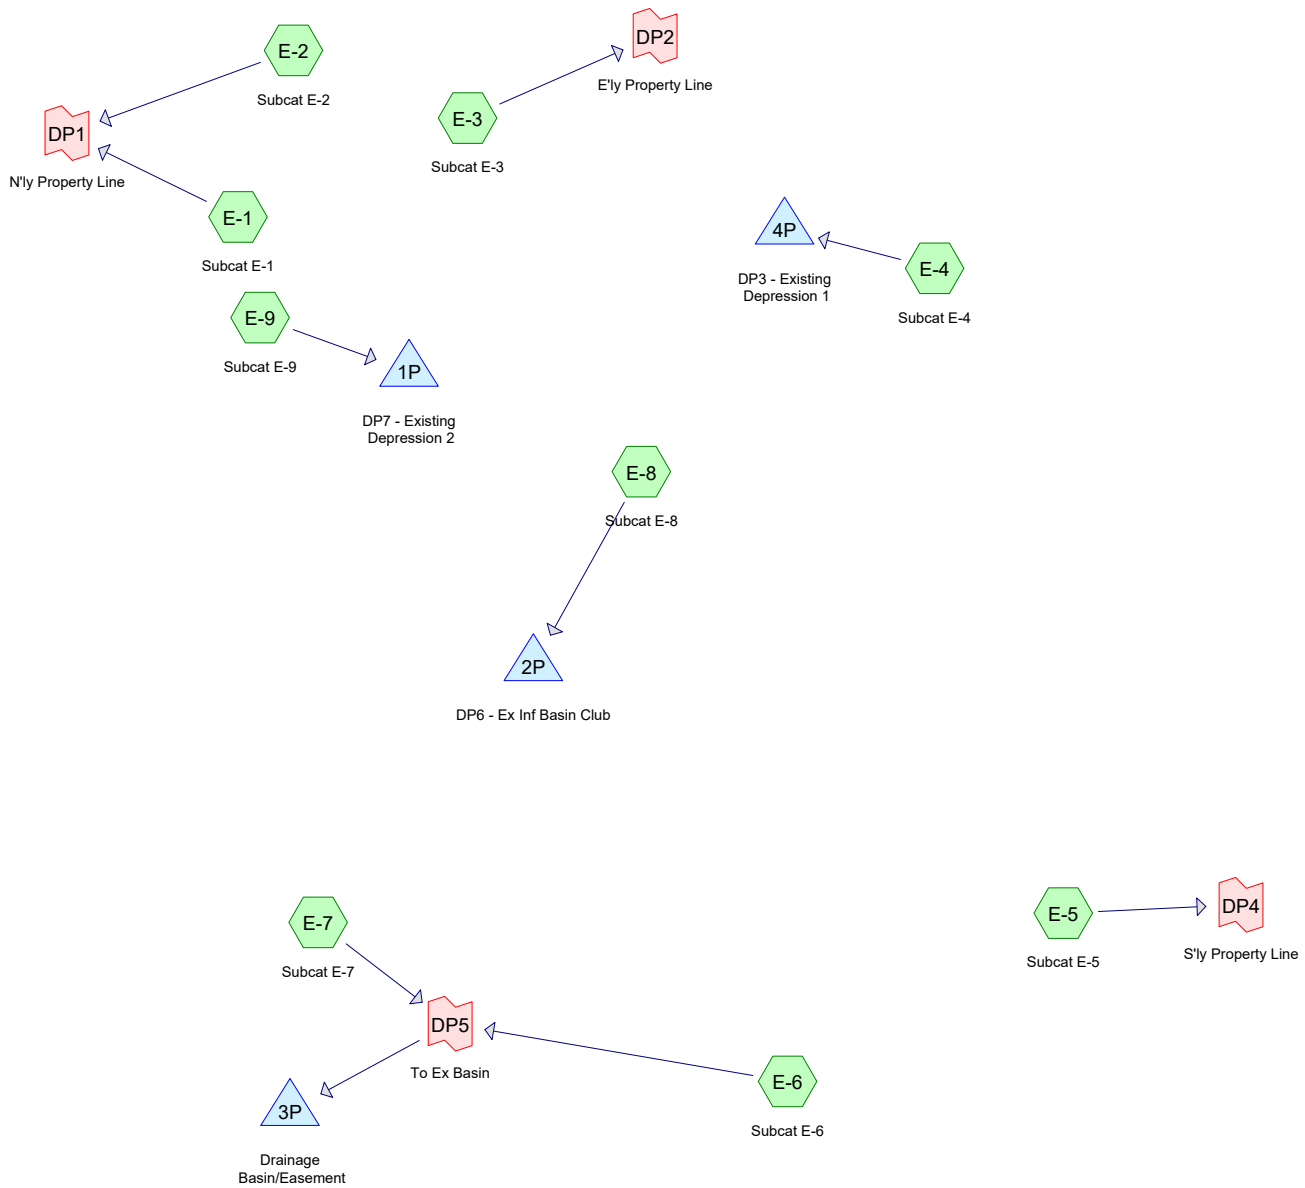 E-2
Subcat E-2
DP2
E'ly Property Line
DP1
N'ly Property Line
E-3
Subcat E-3
E-1
Subcat E-1
4P
DP3 - Existing
Depression 1
E-4
Subcat E-4
E-9
Subcat E-9
1P
DP7 - Existing
Depression 2
E-8
Subcat E-8
2P
DP6 - Ex Inf Basin Club
E-7
Subcat E-7
E-5
Subcat E-5
DP4
S'ly Property Line
DP5
To Ex Basin
E-6
Subcat E-6
3P
Drainage
Basin/Easement